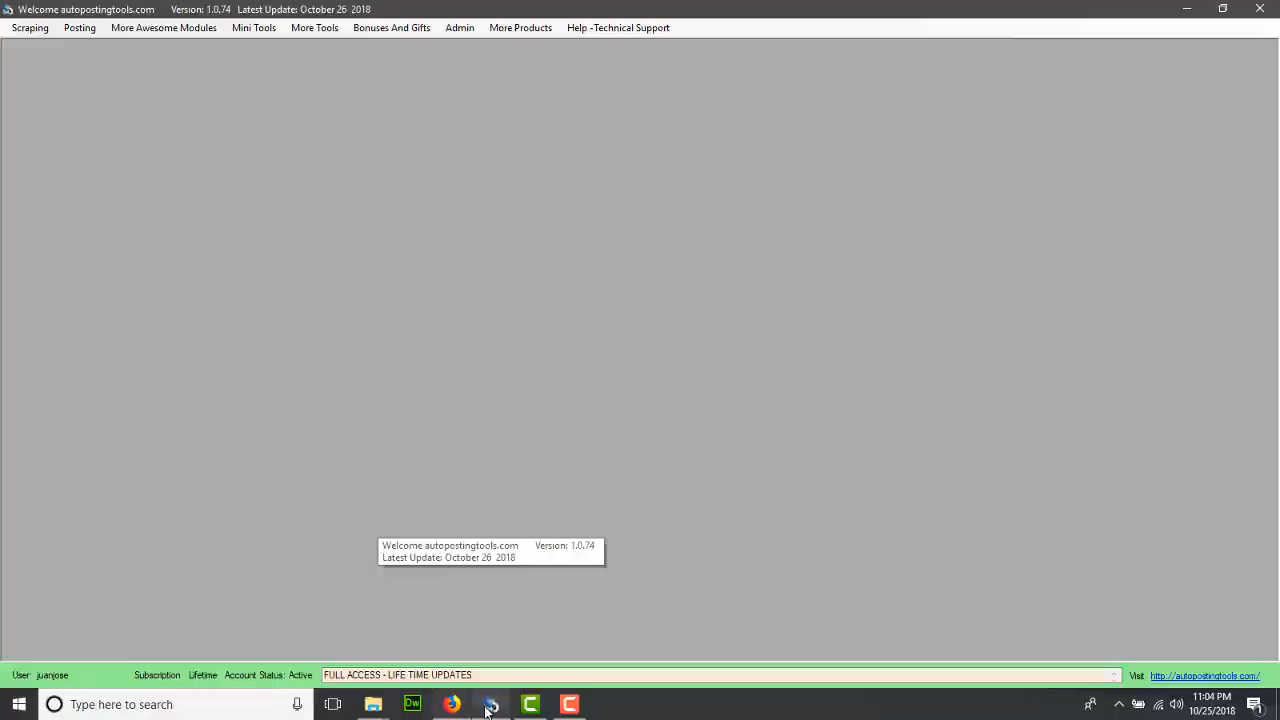 Welcome autopostingtools.com Version: 1.0.74 Latest Update: October 26 2018
Scraping Posting More Awesome Modules Mini Tools More Tools Bonuses And Gifts Admin More Products Help -Technical Support
Welcome autopostingtools.com Version: 1.0.74
Latest Update: October 26 2018
User juanjose Subscription Lifetime Account Status: Active FULL ACCESS - LIFE TIME UPDATES Visit http://autopostingtools.com/
Type here to search
Dw
11:04 PM
10/25/2018
1